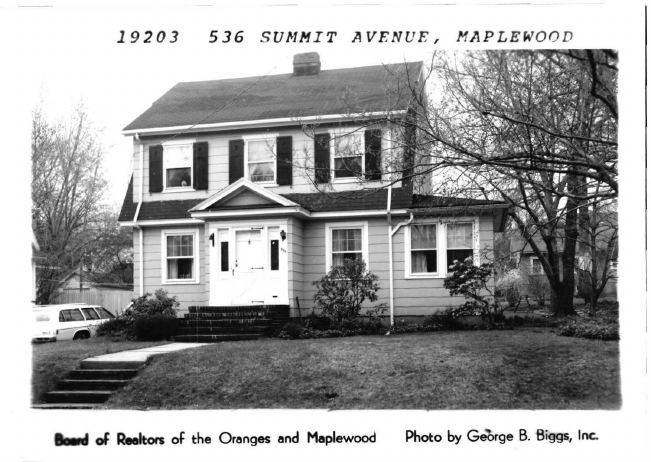 19203 536 SUMMIT AVENUE, MAPLEWOOD
Board of Realtors of the Oranges and Maplewood Photo by George B. Biggs, Inc.